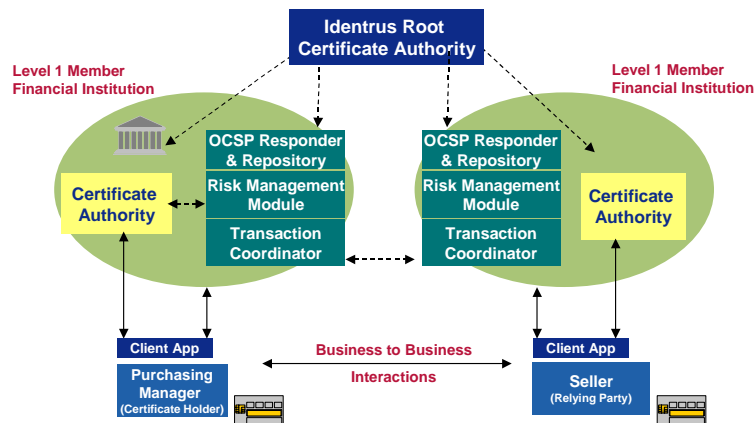 Identrus Root
Certificate Authority
Level 1 Member
Financial Institution
Level 1 Member
Financial Institution
OCSP Responder
& Repository
Risk Management
Module
Transaction
Coordinator
Certificate
Authority
OCSP Responder
& Repository
Risk Management
Module
Transaction
Coordinator
Certificate
Authority
Client App
Purchasing
Manager
(Certificate Holder)
Business to Business
Interactions
Client App
Seller
(Relying Party)